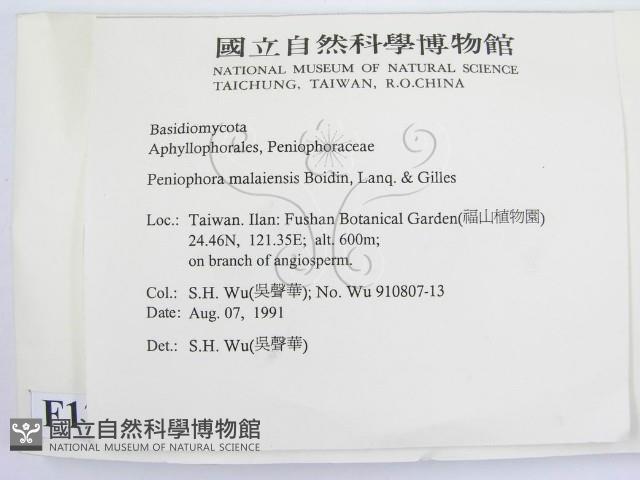 國立自然科學博物館
NATIONAL MUSEUM OF NATURAL SCIENCE
TAICHUNG, TAIWAN, R.O.CHINA
Basidiomycota
Aphyllophorales, Peniophoraceae
Peniophora malaiensis Boidin, Lanq. & Gilles
Loc.: Taiwan. Ilan: Fushan Botanical Garden(福山植物園)
24.46N, 121.35E; alt. 600m;
on branch of angiosperm.
Col.: S.H. Wu(吳聲華); No. Wu 910807-13
Date: Aug. 07, 1991
Det.: S.H. Wu(吳聲華)
國立自然科學博物館
NATIONAL MUSEUM OF NATURAL SCIENCE